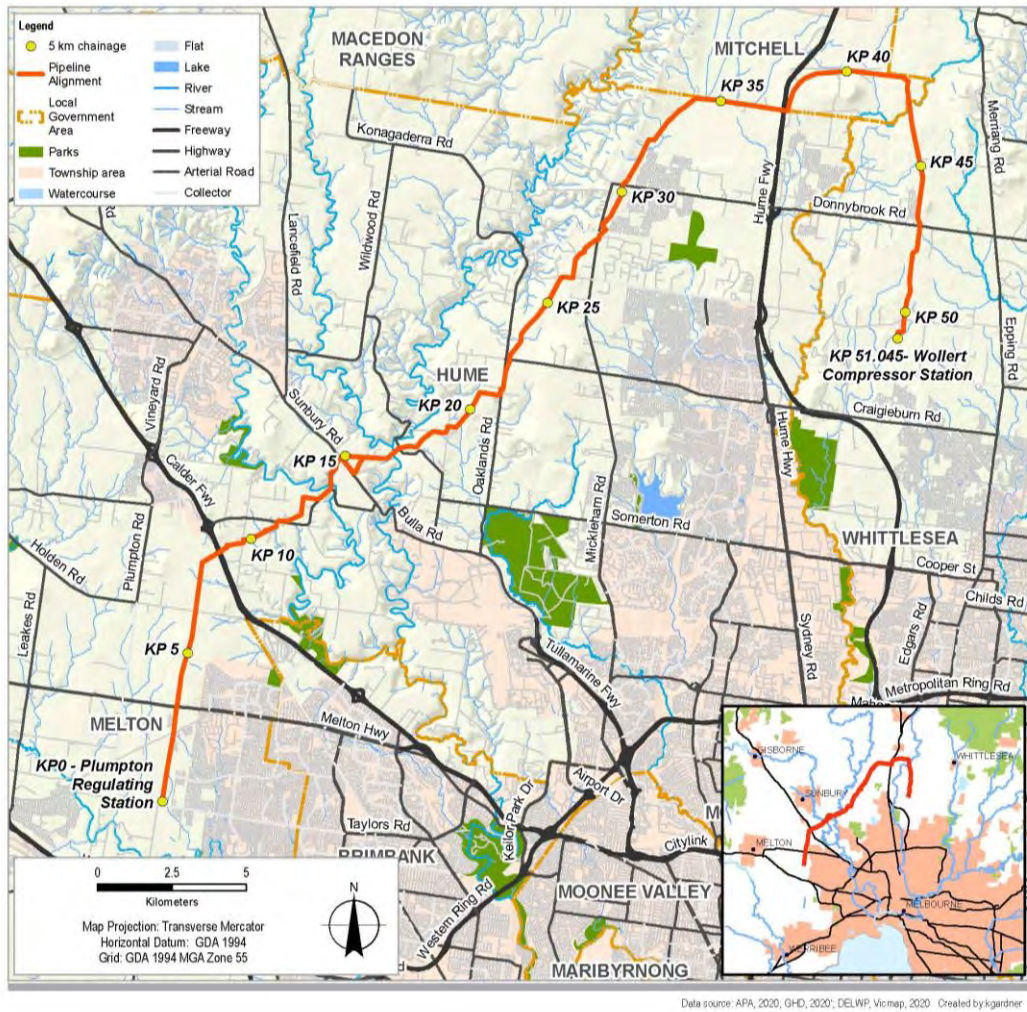 Legend
5 km chainage
Pipeline
Alignment
Local
Government
Area
Parks
Township area
Watercourse
Flat
Lake
River
Stream
Freeway
Highway
Arterial Road
Collector
MACEDON
RANGES
MITCHELL
KP 40
KP 35
Konagaderra Rd
Merriang Rd
KP 45
Lancefield Rd
Wildwood Rd
KP 30
Hume Fwy
Donnybrook Rd
KP 25
KP 50
Epping Rd
KP 51.045- Wollert
Compressor Station
Vineyard Rd
HUME
KP 20
Sunbury Rd
Craigieburn Rd
Hume Hwy
KP 15
Oaklands Rd
Calder Fwy
Bulla Rd
Mickleham Rd
Somerton Rd
WHITTLESEA
Plumpton Rd
KP 10
Holden Rd
Cooper St
Childs Rd
Leakes Rd
Edgars Rd
Sydney Rd
KP 5
Tullamarine Fwy
Metropolitan Ring Rd
MELTON
Melton Hwy
KP0 - Plumpton
Regulating
Station
Airport Dr
Keilor Park Dr
Taylors Rd
Citylink
BRIMBANK
MOONEE VALLEY
Western Ring Rd
MARIBYRNONG
0 2.5 5
Kilometers
N
Map Projection: Transverse Mercator
Horizontal Datum: GDA 1994
Grid: GDA 1994 MGA Zone 55
GISBORNE
WHITTLESEA
SUNBURY
MELTON
MELBOURNE
WERRIBEE
Data source: APA, 2020, GHD, 2020'; DELWP, Vicmap, 2020 Created by:kgardner